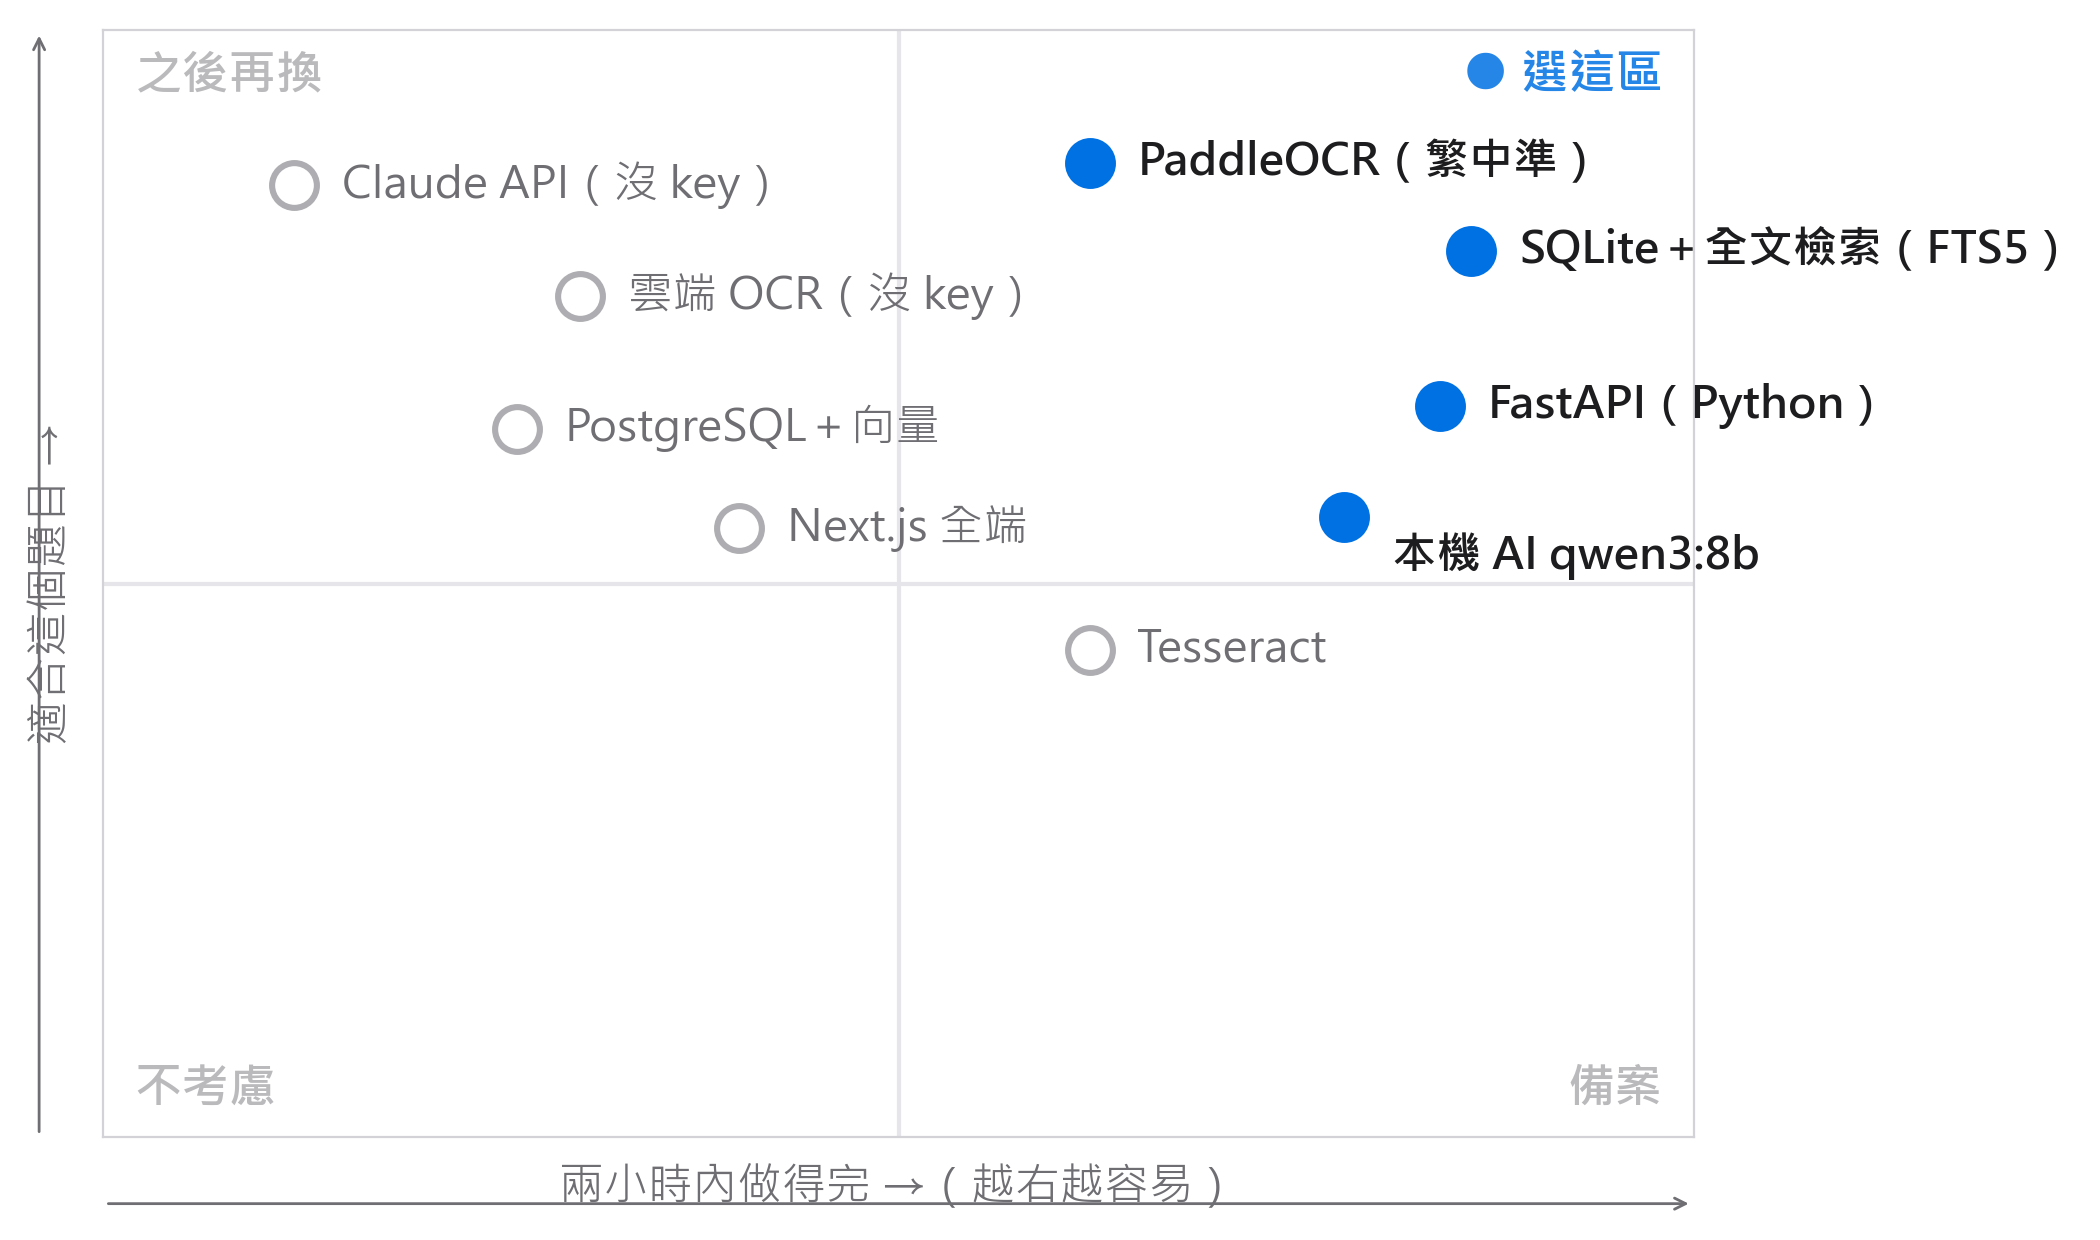 之後再換
選這區
PaddleOCR（繁中準）
Claude API（沒 key）
SQLite＋全文檢索（FTS5）
雲端 OCR（沒 key）
FastAPI（Python）
PostgreSQL＋向量
Next.js 全端
本機 AI qwen3:8b
Tesseract
適合這個題目 →
不考慮
備案
兩小時內做得完 →（越右越容易）